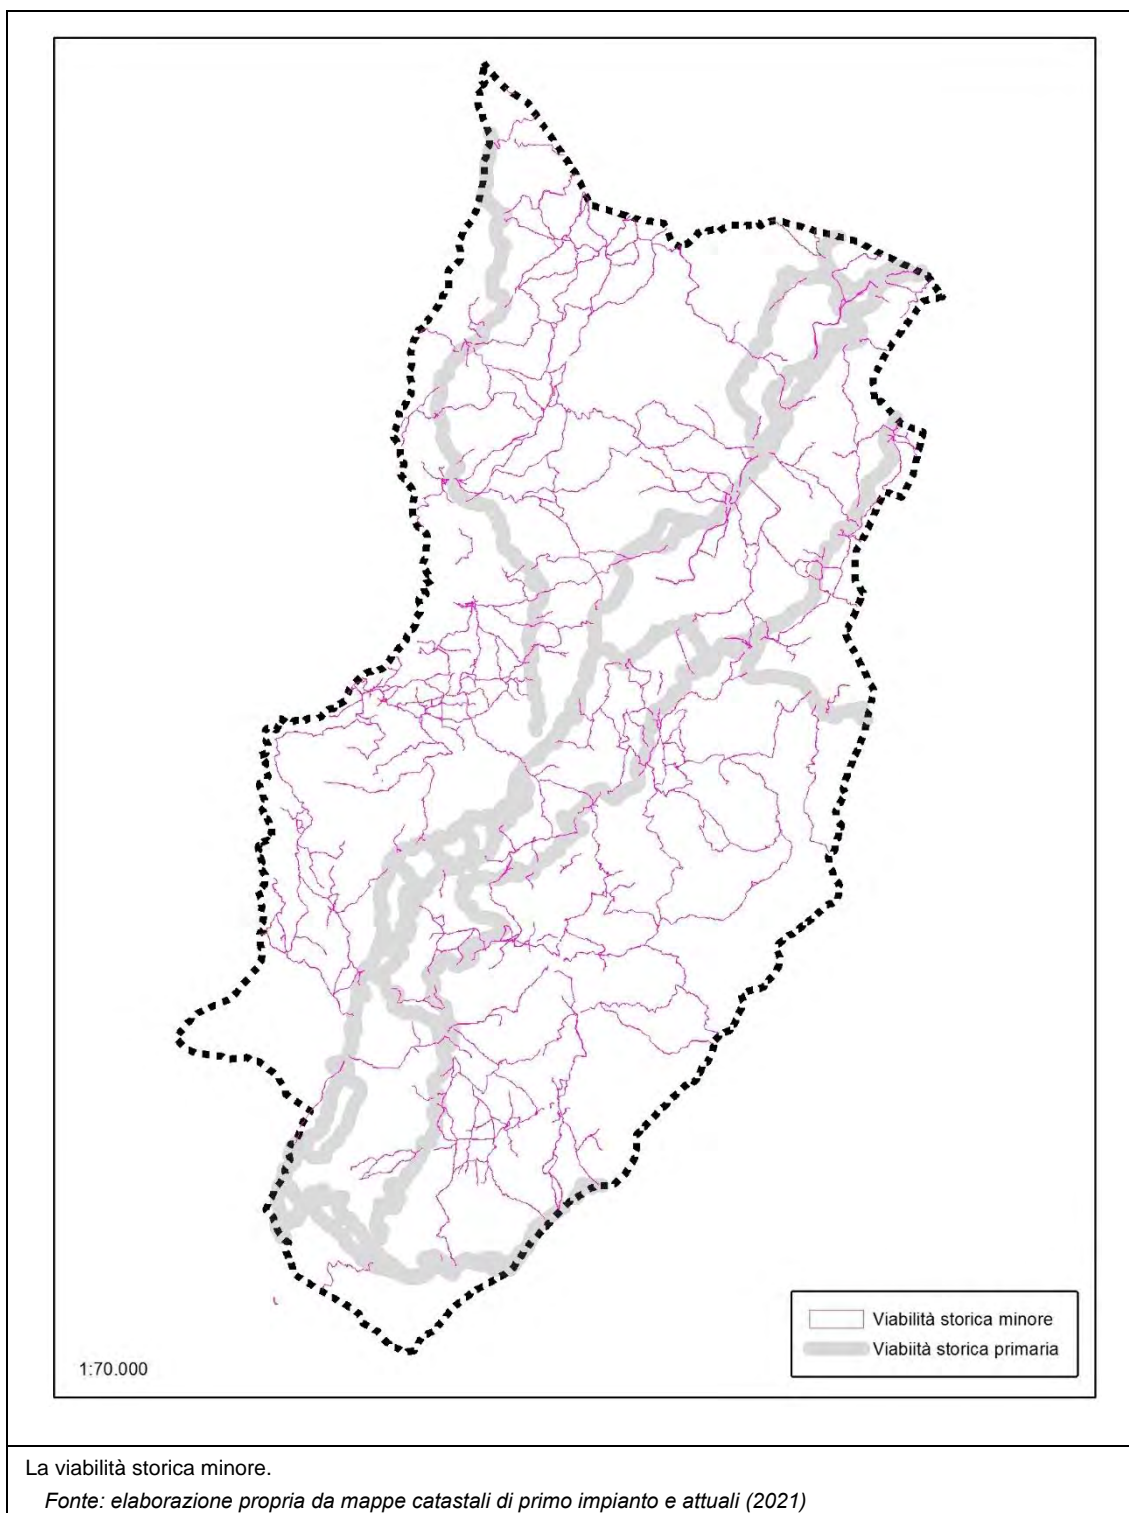 Viabilità storica minore
Viabiità storica primaria
1:70.000
La viabilità storica minore.
Fonte: elaborazione propria da mappe catastali di primo impianto e attuali (2021)